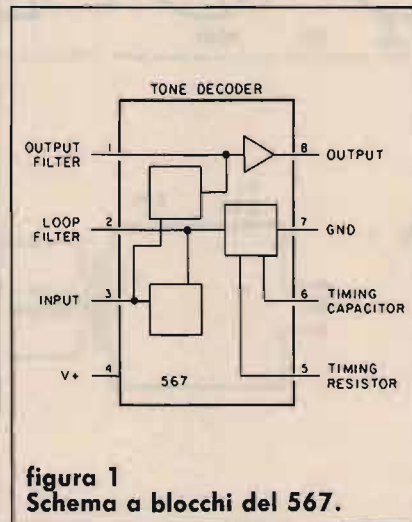 TONE DECODER
OUTPUT FILTER
1
8
OUTPUT
LOOP FILTER
2
7
GND
INPUT
3
6
TIMING CAPACITOR
V+
4
567
5
TIMING RESISTOR
figura 1
Schema a blocchi del 567.